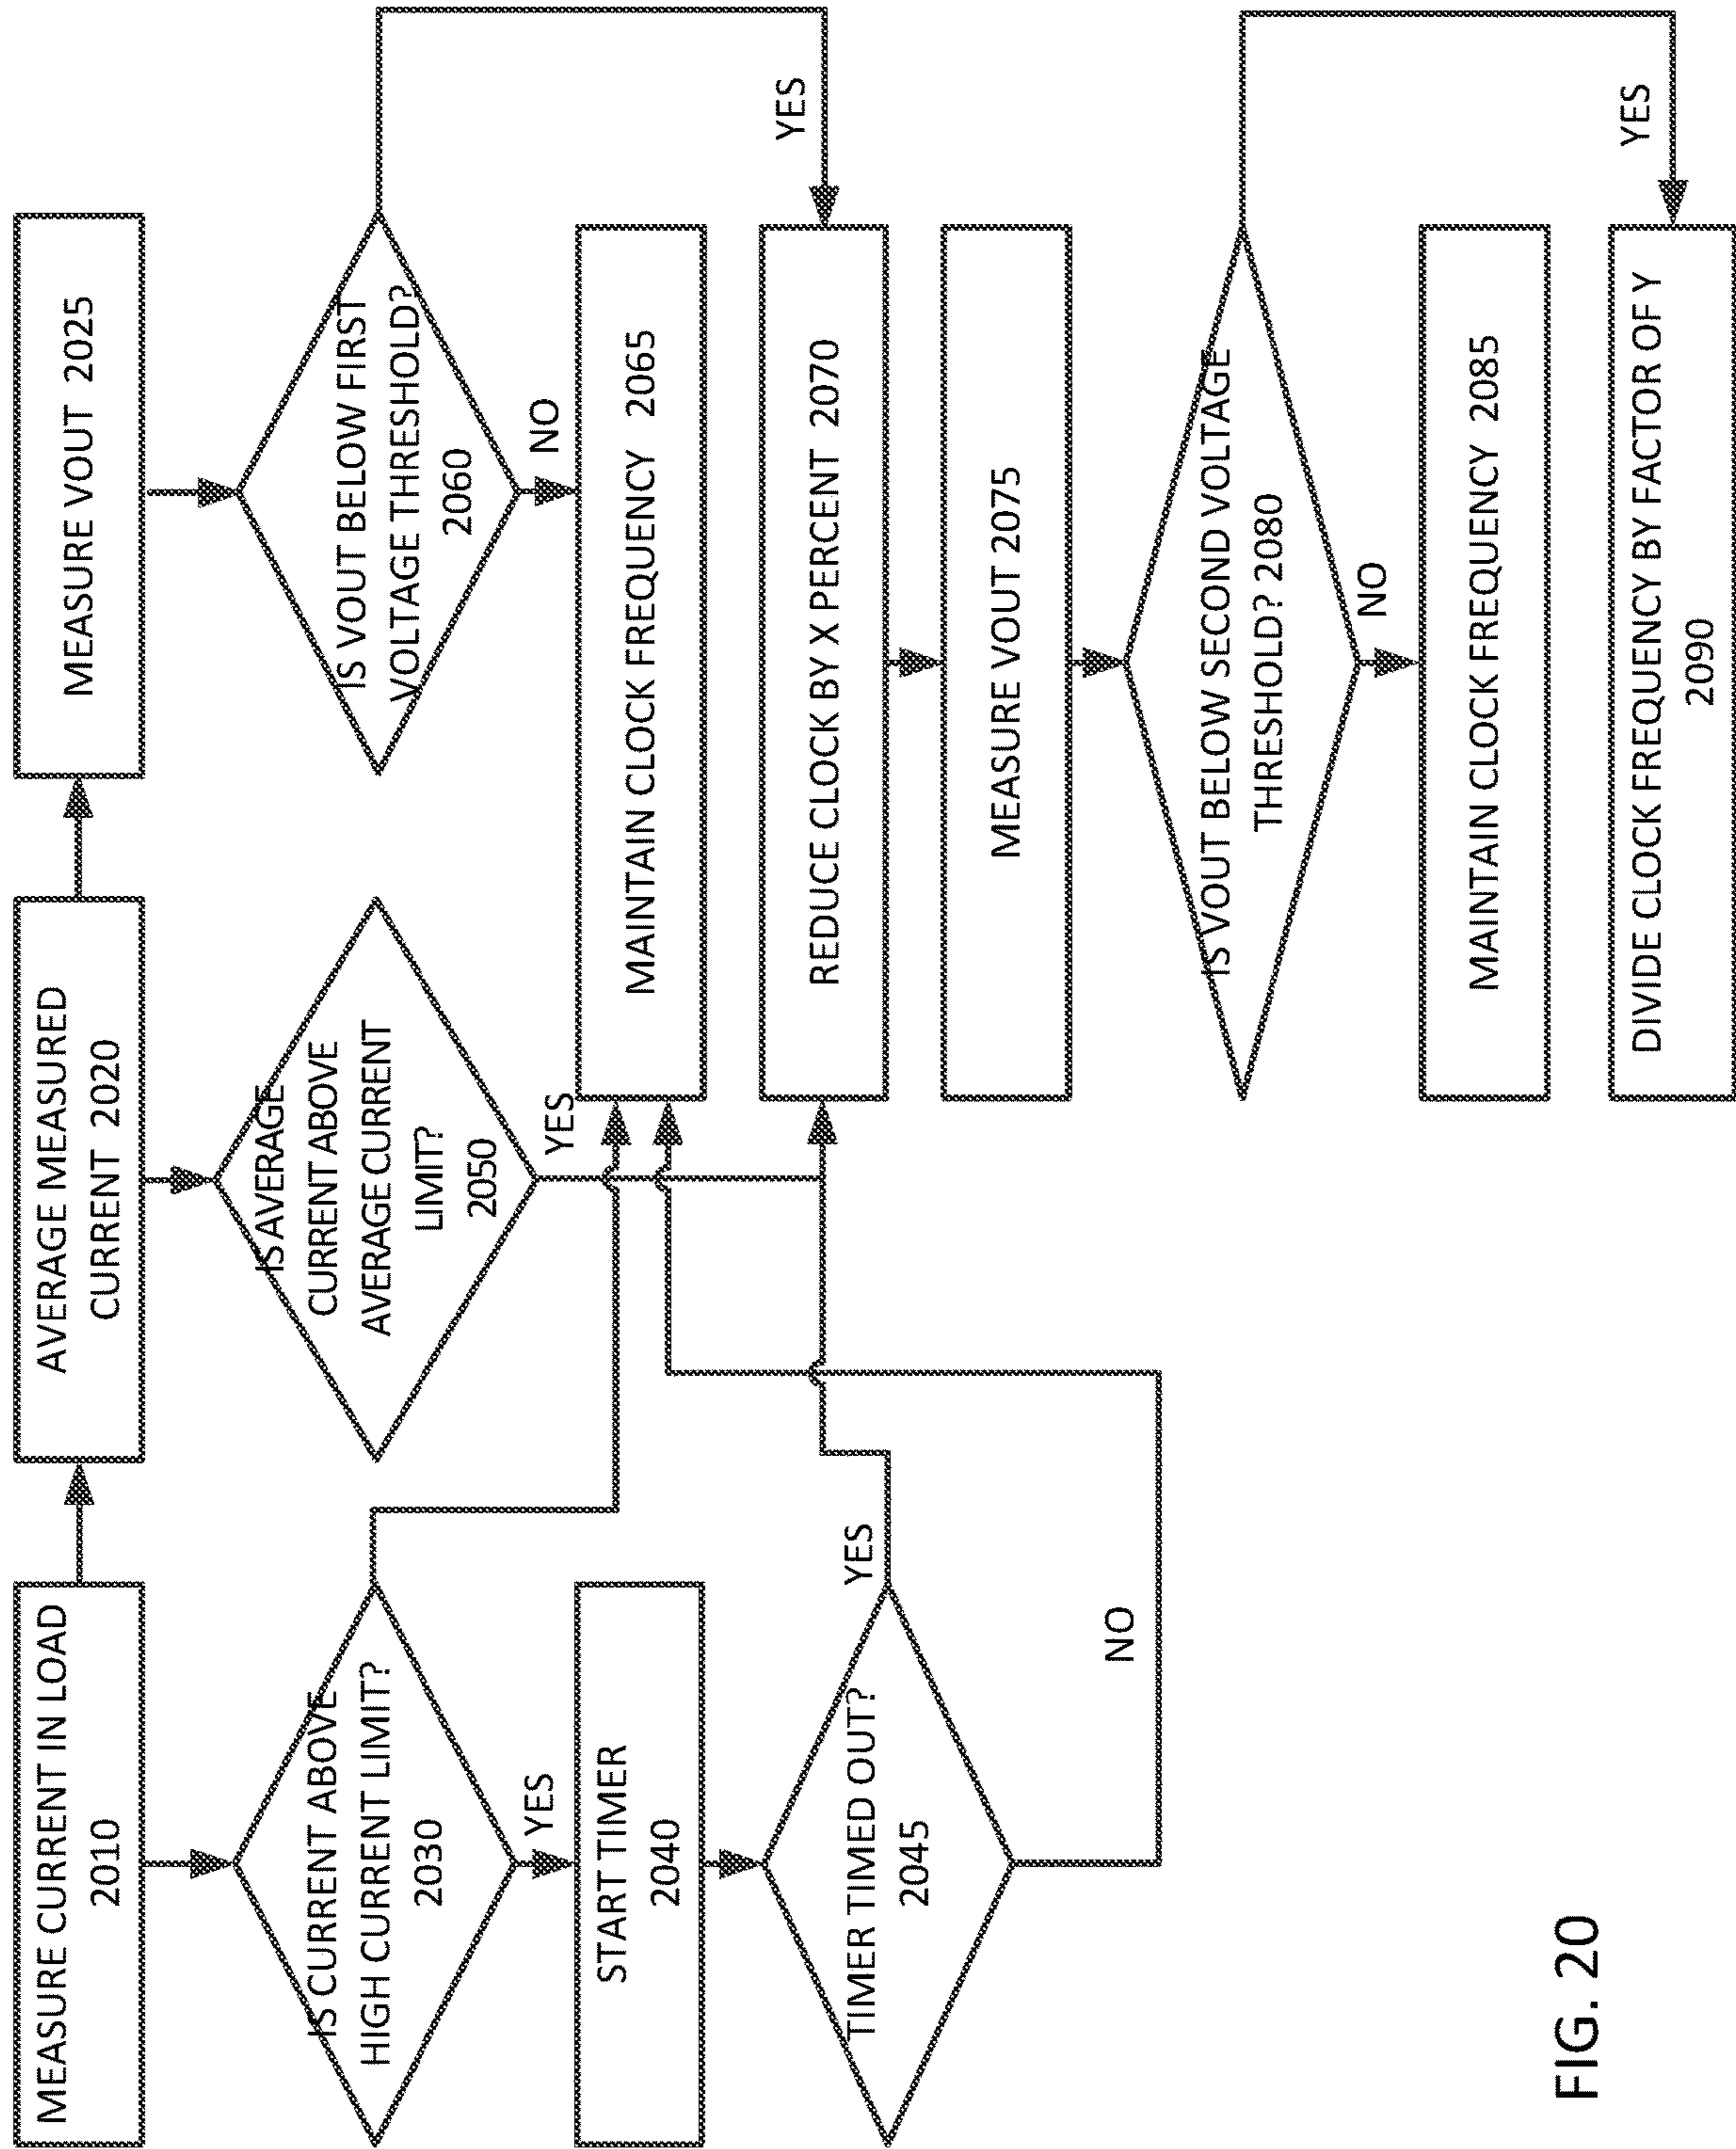 MEASURE CURRENT IN LOAD
2010
AVERAGE MEASURED
CURRENT 2020
MEASURE VOUT 2025
IS CURRENT ABOVE
HIGH CURRENT LIMIT?
2030
YES
IS AVERAGE
CURRENT ABOVE
AVERAGE CURRENT
LIMIT?
2050
YES
IS VOUT BELOW FIRST
VOLTAGE THRESHOLD?
2060
NO
YES
START TIMER
2040
MAINTAIN CLOCK FREQUENCY 2065
TIMER TIMED OUT?
2045
YES
NO
REDUCE CLOCK BY X PERCENT 2070
MEASURE VOUT 2075
IS VOUT BELOW SECOND VOLTAGE
THRESHOLD? 2080
NO
YES
MAINTAIN CLOCK FREQUENCY 2085
DIVIDE CLOCK FREQUENCY BY FACTOR OF Y
2090
FIG. 20